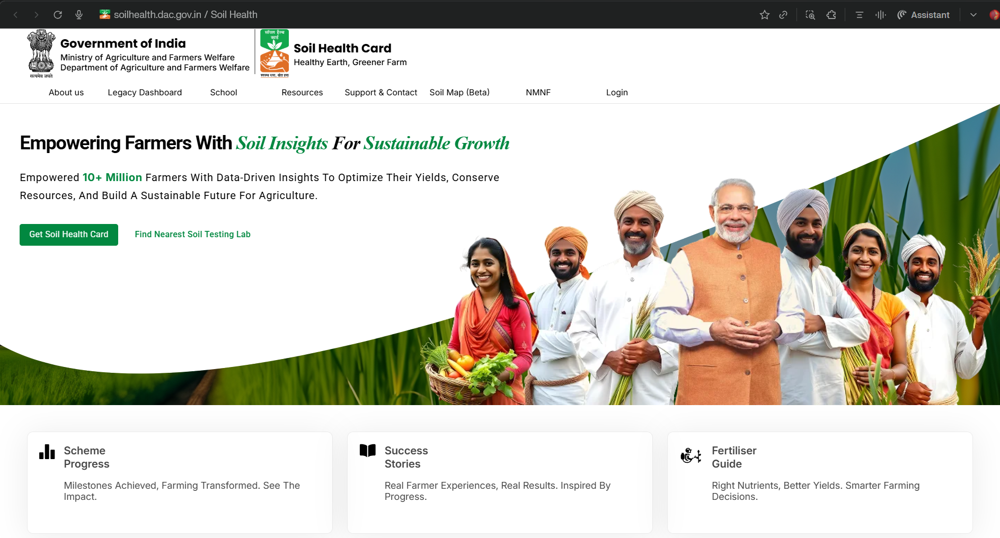 soilhealth.dac.gov.in / Soil Health
Assistant
Government of India
Ministry of Agriculture and Farmers Welfare
Department of Agriculture and Farmers Welfare
सत्यमेव जयते
सॉयल हैल्थ
कार्ड
स्वस्थ धरा, खेत हरा
Soil Health Card
Healthy Earth, Greener Farm
About us
Legacy Dashboard
School
Resources
Support & Contact
Soil Map (Beta)
NMNF
Login
Empowering Farmers With Soil Insights For Sustainable Growth
Empowered 10+ Million Farmers With Data-Driven Insights To Optimize Their Yields, Conserve
Resources, And Build A Sustainable Future For Agriculture.
Get Soil Health Card
Find Nearest Soil Testing Lab
Scheme
Progress
Milestones Achieved, Farming Transformed. See The
Impact.
Success
Stories
Real Farmer Experiences, Real Results. Inspired By
Progress.
Fertiliser
Guide
Right Nutrients, Better Yields. Smarter Farming
Decisions.